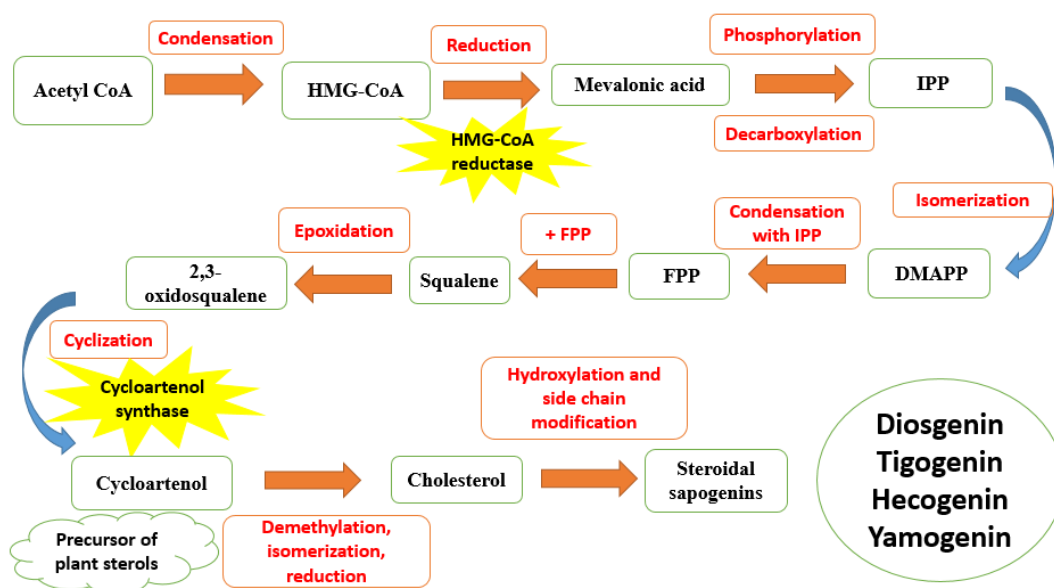 Condensation
Reduction
Phosphorylation
Acetyl CoA
HMG-CoA
Mevalonic acid
IPP
HMG-CoA
reductase
Decarboxylation
Isomerization
Epoxidation
+ FPP
Condensation
with IPP
2,3-
oxidosqualene
Squalene
FPP
DMAPP
Cyclization
Cycloartenol
synthase
Hydroxylation and
side chain
modification
Cycloartenol
Cholesterol
Steroidal
sapogenins
Precursor of
plant sterols
Demethylation,
isomerization,
reduction
Diosgenin
Tigogenin
Hecogenin
Yamogenin